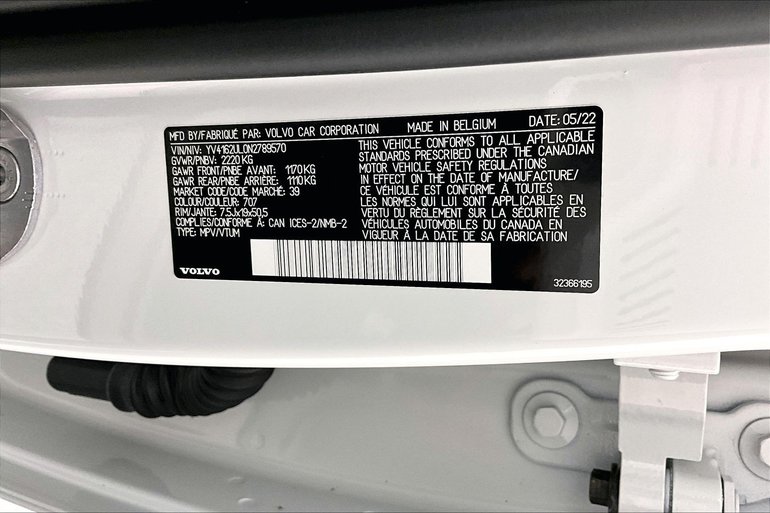 MFD BY/FABRIQUÉ PAR: VOLVO CAR CORPORATION MADE IN BELGIUM DATE: 05/22
VIN/NIV: YV4162UL0N2789570
GVWR/PNBV: 2220 KG
GAWR FRONT/PNBE AVANT: 1170 KG
GAWR REAR/PNBE ARRIÈRE: 1110 KG
MARKET CODE/CODE MARCHÉ: 39
COLOUR/COULEUR: 707
RIM/JANTE: 7.5Jx19x50,5
COMPLIES/CONFORME À: CAN ICES-2/NMB-2
TYPE: MPV/VTUM
THIS VEHICLE CONFORMS TO ALL APPLICABLE
STANDARDS PRESCRIBED UNDER THE CANADIAN
MOTOR VEHICLE SAFETY REGULATIONS
IN EFFECT ON THE DATE OF MANUFACTURE/
CE VÉHICULE EST CONFORME À TOUTES
LES NORMES QUI LUI SONT APPLICABLES EN
VERTU DU RÈGLEMENT SUR LA SÉCURITÉ DES
VÉHICULES AUTOMOBILES DU CANADA EN
VIGUEUR À LA DATE DE SA FABRICATION
VOLVO
32366195